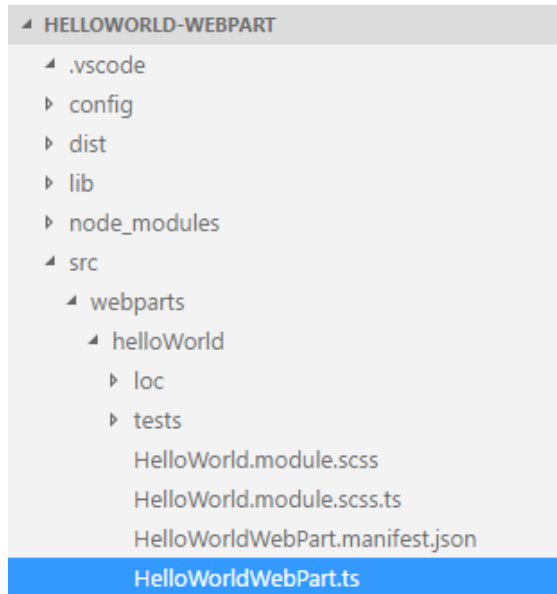 HELLOWORLD-WEBPART
.vscode
config
dist
lib
node_modules
src
webparts
helloWorld
loc
tests
HelloWorld.module.scss
HelloWorld.module.scss.ts
HelloWorldWebPart.manifest.json
HelloWorldWebPart.ts